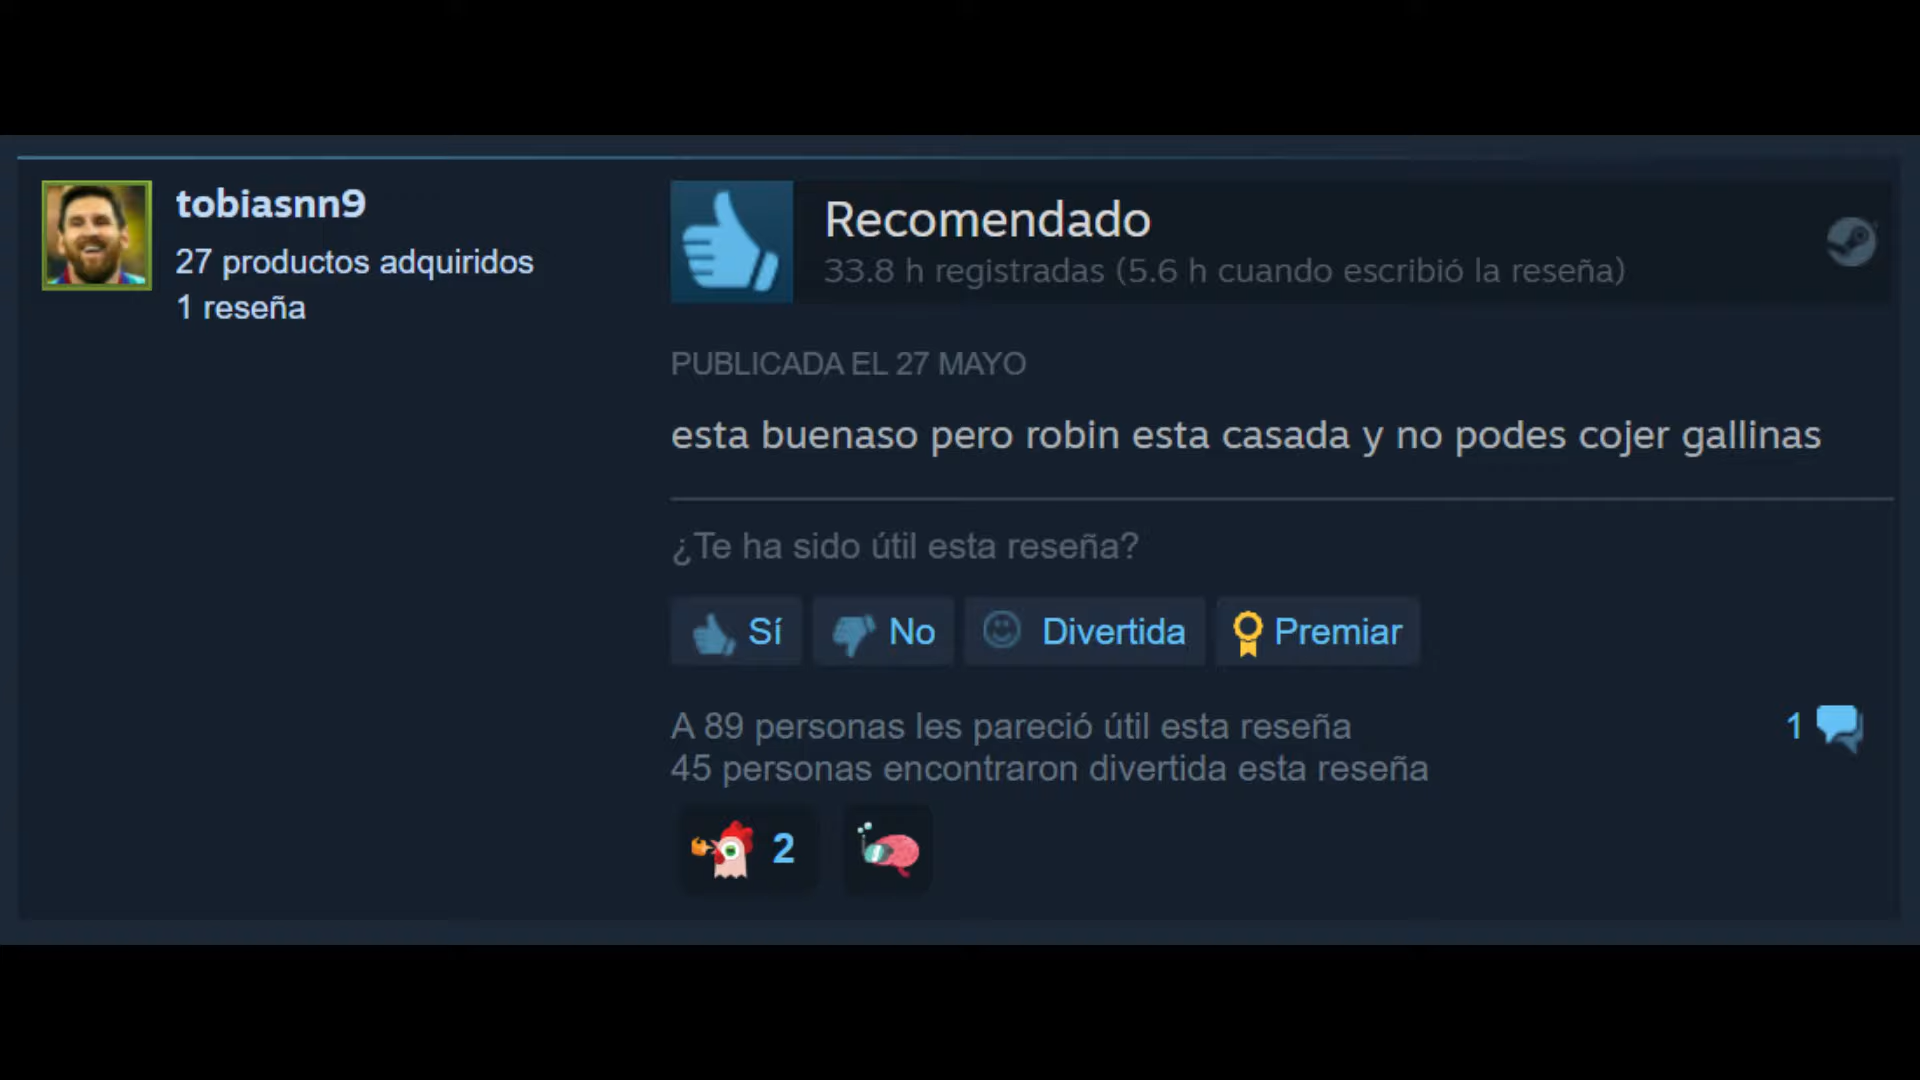 tobiasnn9
27 productos adquiridos
1 reseña
Recomendado
33.8 h registradas (5.6 h cuando escribió la reseña)
PUBLICADA EL 27 MAYO
esta buenaso pero robin esta casada y no podes cojer gallinas
¿Te ha sido útil esta reseña?
Sí No Divertida Premiar
A 89 personas les pareció útil esta reseña
45 personas encontraron divertida esta reseña
1
2